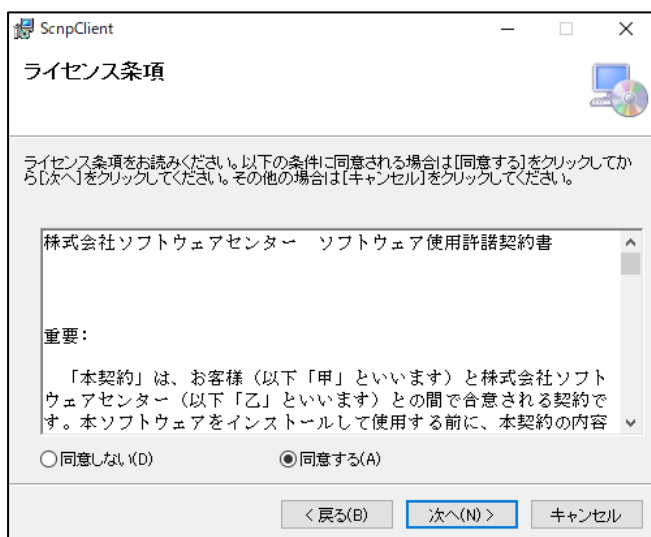 ScnpClient
ライセンス条項
ライセンス条項をお読みください。以下の条件に同意される場合は[同意する]をクリックしてか
ら[次へ]をクリックしてください。その他の場合は[キャンセル]をクリックしてください。
株式会社ソフトウェアセンター　ソフトウェア使用許諾契約書
重要：
「本契約」は、お客様（以下「甲」といいます）と株式会社ソフト
ウェアセンター（以下「乙」といいます）との間で合意される契約で
す。本ソフトウェアをインストールして使用する前に、本契約の内容
同意しない(D)　同意する(A)
< 戻る(B)　次へ(N) >　キャンセル